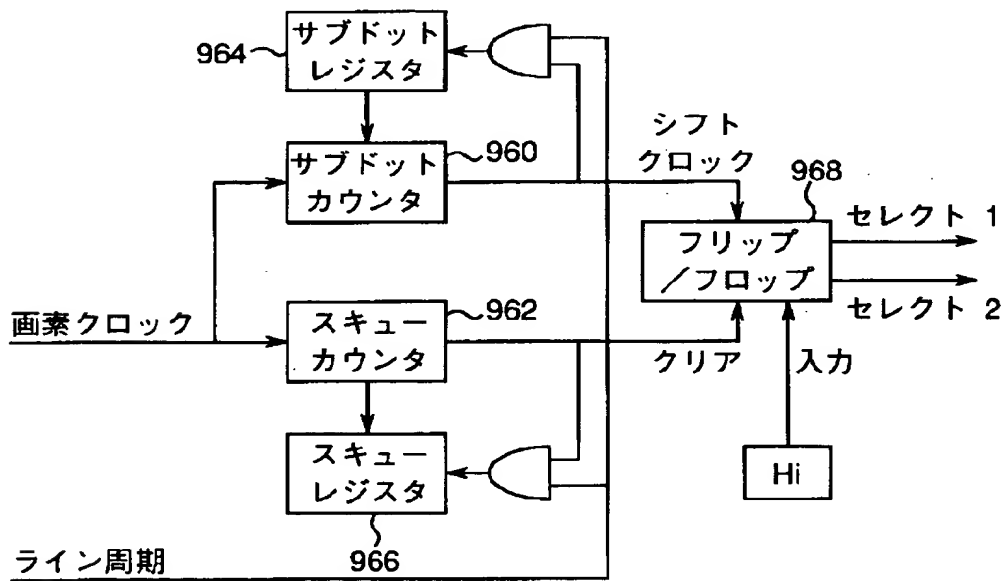 サブドット
レジスタ
964
サブドット
カウンタ
960
シフト
クロック
968
フリップ
／フロップ
セレクト 1
セレクト 2
画素クロック
スキュー
カウンタ
962
クリア
入力
スキュー
レジスタ
966
Hi
ライン周期